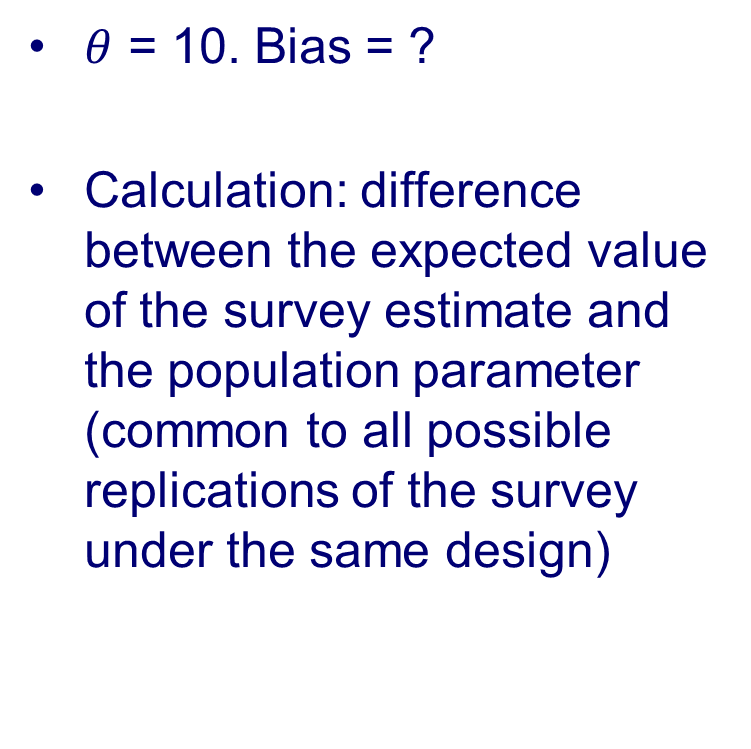 • θ = 10. Bias = ?
• Calculation: difference
between the expected value
of the survey estimate and
the population parameter
(common to all possible
replications of the survey
under the same design)